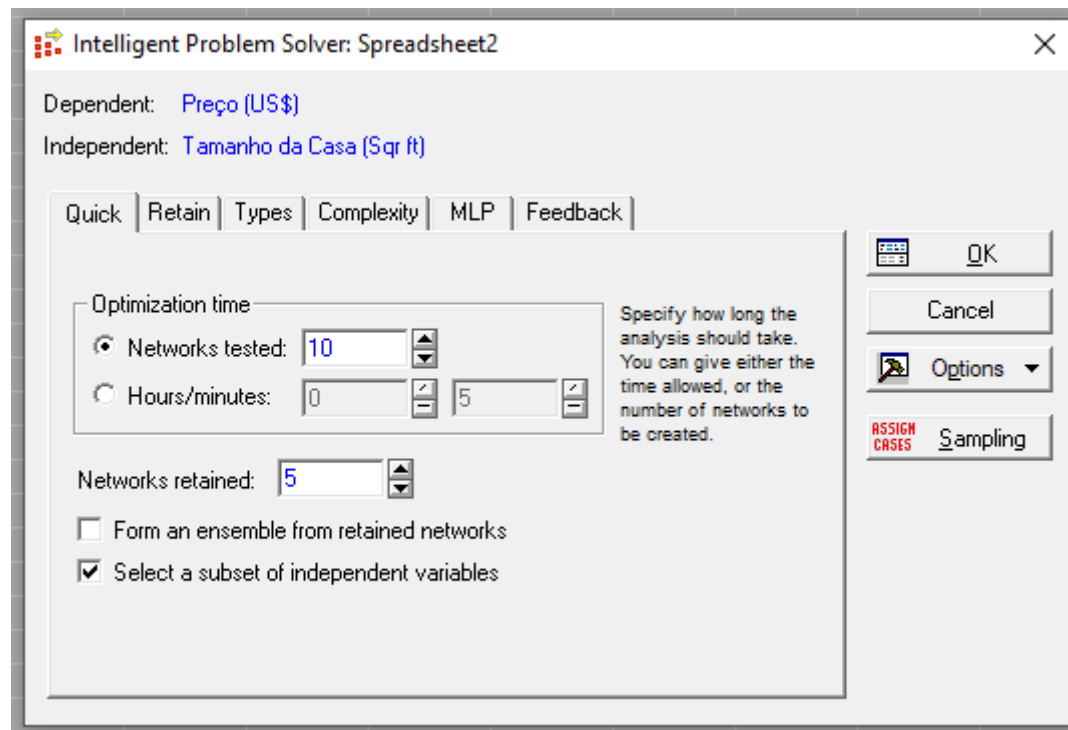 Intelligent Problem Solver: Spreadsheet2
Dependent: Preço (US$)
Independent: Tamanho da Casa (Sqr ft)
Quick Retain Types Complexity MLP Feedback
Optimization time
Networks tested: 10
Hours/minutes: 0 5
Specify how long the
analysis should take.
You can give either the
time allowed, or the
number of networks to
be created.
Networks retained: 5
Form an ensemble from retained networks
Select a subset of independent variables
OK
Cancel
Options
ASSIGN
CASES Sampling